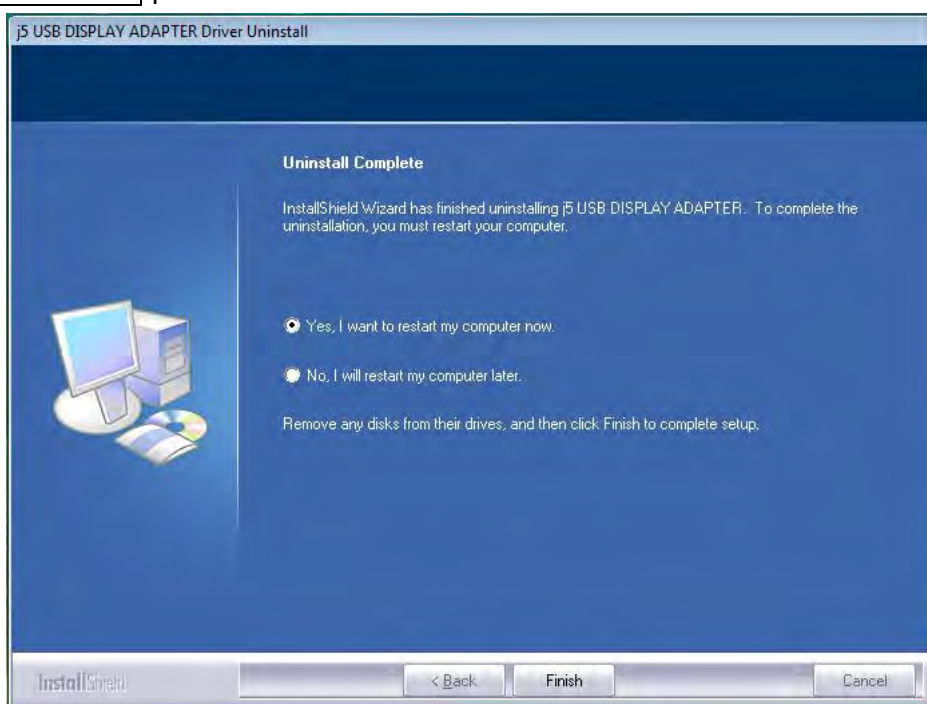 j5 USB DISPLAY ADAPTER Driver Uninstall
Uninstall Complete
InstallShield Wizard has finished uninstalling j5 USB DISPLAY ADAPTER. To complete the
uninstallation, you must restart your computer.
Yes, I want to restart my computer now.
No, I will restart my computer later.
Remove any disks from their drives, and then click Finish to complete setup.
InstallShield
< Back
Finish
Cancel